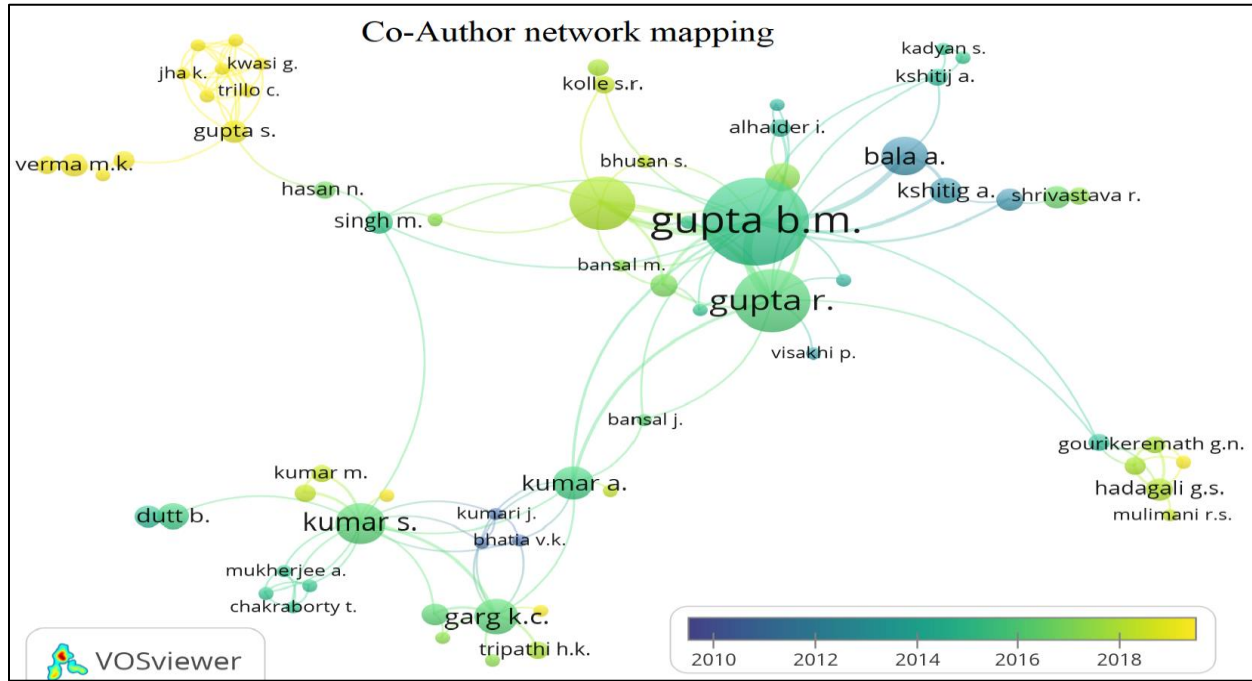 Co-Author network mapping
kwasi g.
jha k.
trillo c.
gupta s.
verma m.k.
hasan n.
singh m.
kolle s.r.
bhusan s.
bansal m.
alhaider i.
gupta b.m.
gupta r.
visakhi p.
kadyan s.
kshitij a.
bala a.
kshitig a.
shrivastava r.
bansal j.
gourikeremath g.n.
hadagali g.s.
mulimani r.s.
kumar m.
kumar a.
dutt b.
kumar s.
kumari j.
bhatia v.k.
mukherjee a.
chakraborty t.
garg k.c.
tripathi h.k.
VOSviewer
2010 2012 2014 2016 2018